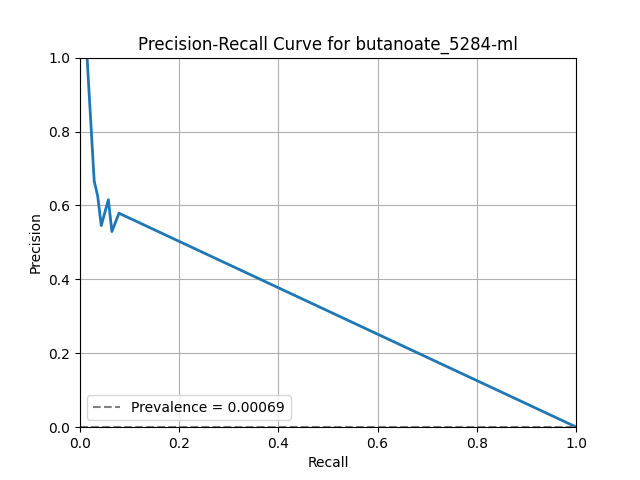 Precision-Recall Curve for butanoate_5284-ml
1.0
0.8
0.6
0.4
0.2
0.0
Precision
Prevalence = 0.00069
0.0 0.2 0.4 0.6 0.8 1.0
Recall